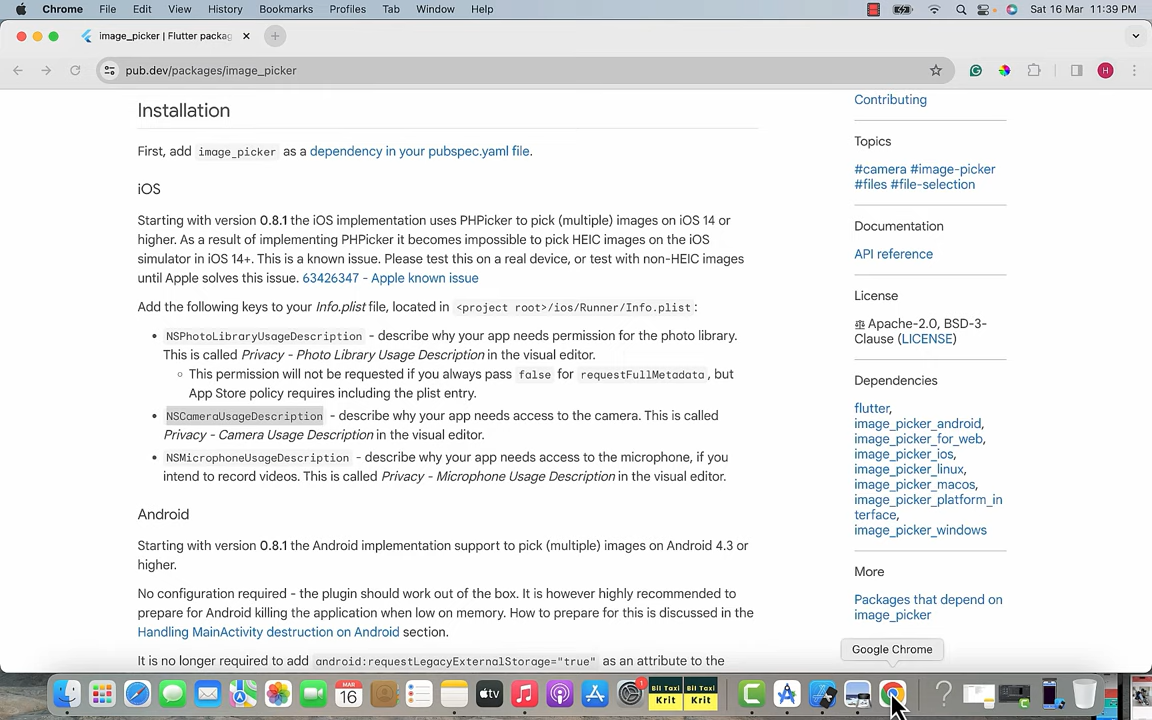 Chrome File Edit View History Bookmarks Profiles Tab Window Help Sat 16 Mar 11:39 PM
image_picker | Flutter packag
pub.dev/packages/image_picker H
Installation
First, add image_picker as a dependency in your pubspec.yaml file.
iOS
Starting with version 0.8.1 the iOS implementation uses PHPicker to pick (multiple) images on iOS 14 or
higher. As a result of implementing PHPicker it becomes impossible to pick HEIC images on the iOS
simulator in iOS 14+. This is a known issue. Please test this on a real device, or test with non-HEIC images
until Apple solves this issue. 63426347 - Apple known issue
Add the following keys to your Info.plist file, located in <project root>/ios/Runner/Info.plist:
• NSPhotoLibraryUsageDescription - describe why your app needs permission for the photo library.
This is called Privacy - Photo Library Usage Description in the visual editor.
◦ This permission will not be requested if you always pass false for requestFullMetadata, but
App Store policy requires including the plist entry.
• NSCameraUsageDescription - describe why your app needs access to the camera. This is called
Privacy - Camera Usage Description in the visual editor.
• NSMicrophoneUsageDescription - describe why your app needs access to the microphone, if you
intend to record videos. This is called Privacy - Microphone Usage Description in the visual editor.
Android
Starting with version 0.8.1 the Android implementation support to pick (multiple) images on Android 4.3 or
higher.
No configuration required - the plugin should work out of the box. It is however highly recommended to
prepare for Android killing the application when low on memory. How to prepare for this is discussed in the
Handling MainActivity destruction on Android section.
It is no longer required to add android:requestLegacyExternalStorage="true" as an attribute to the
Contributing
Topics
#camera #image-picker
#files #file-selection
Documentation
API reference
License
Apache-2.0, BSD-3-
Clause (LICENSE)
Dependencies
flutter,
image_picker_android,
image_picker_for_web,
image_picker_ios,
image_picker_linux,
image_picker_macos,
image_picker_platform_in
terface,
image_picker_windows
More
Packages that depend on
image_picker
Google Chrome
MAR
16
tv
1
Bit Taxi
Krit
Bit Taxi
Krit
C